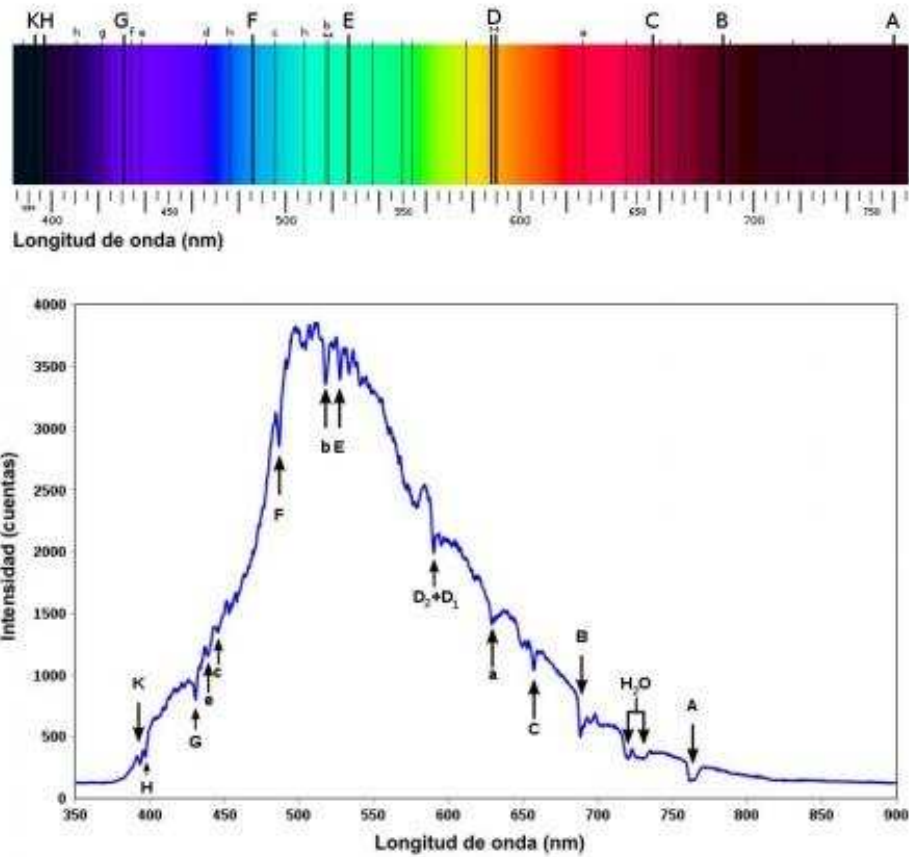 KH G F E D C B A
h g f e d h c h b a
nm 400 450 500 550 600 650 700 750
Longitud de onda (nm)
4000
3500
3000
2500
2000
1500
1000
500
0
Intensidad (cuentas)
b E
F
D₂+D₁
a
B
K
c
e
H₂O
A
C
G
H
350 400 450 500 550 600 650 700 750 800 850 900
Longitud de onda (nm)